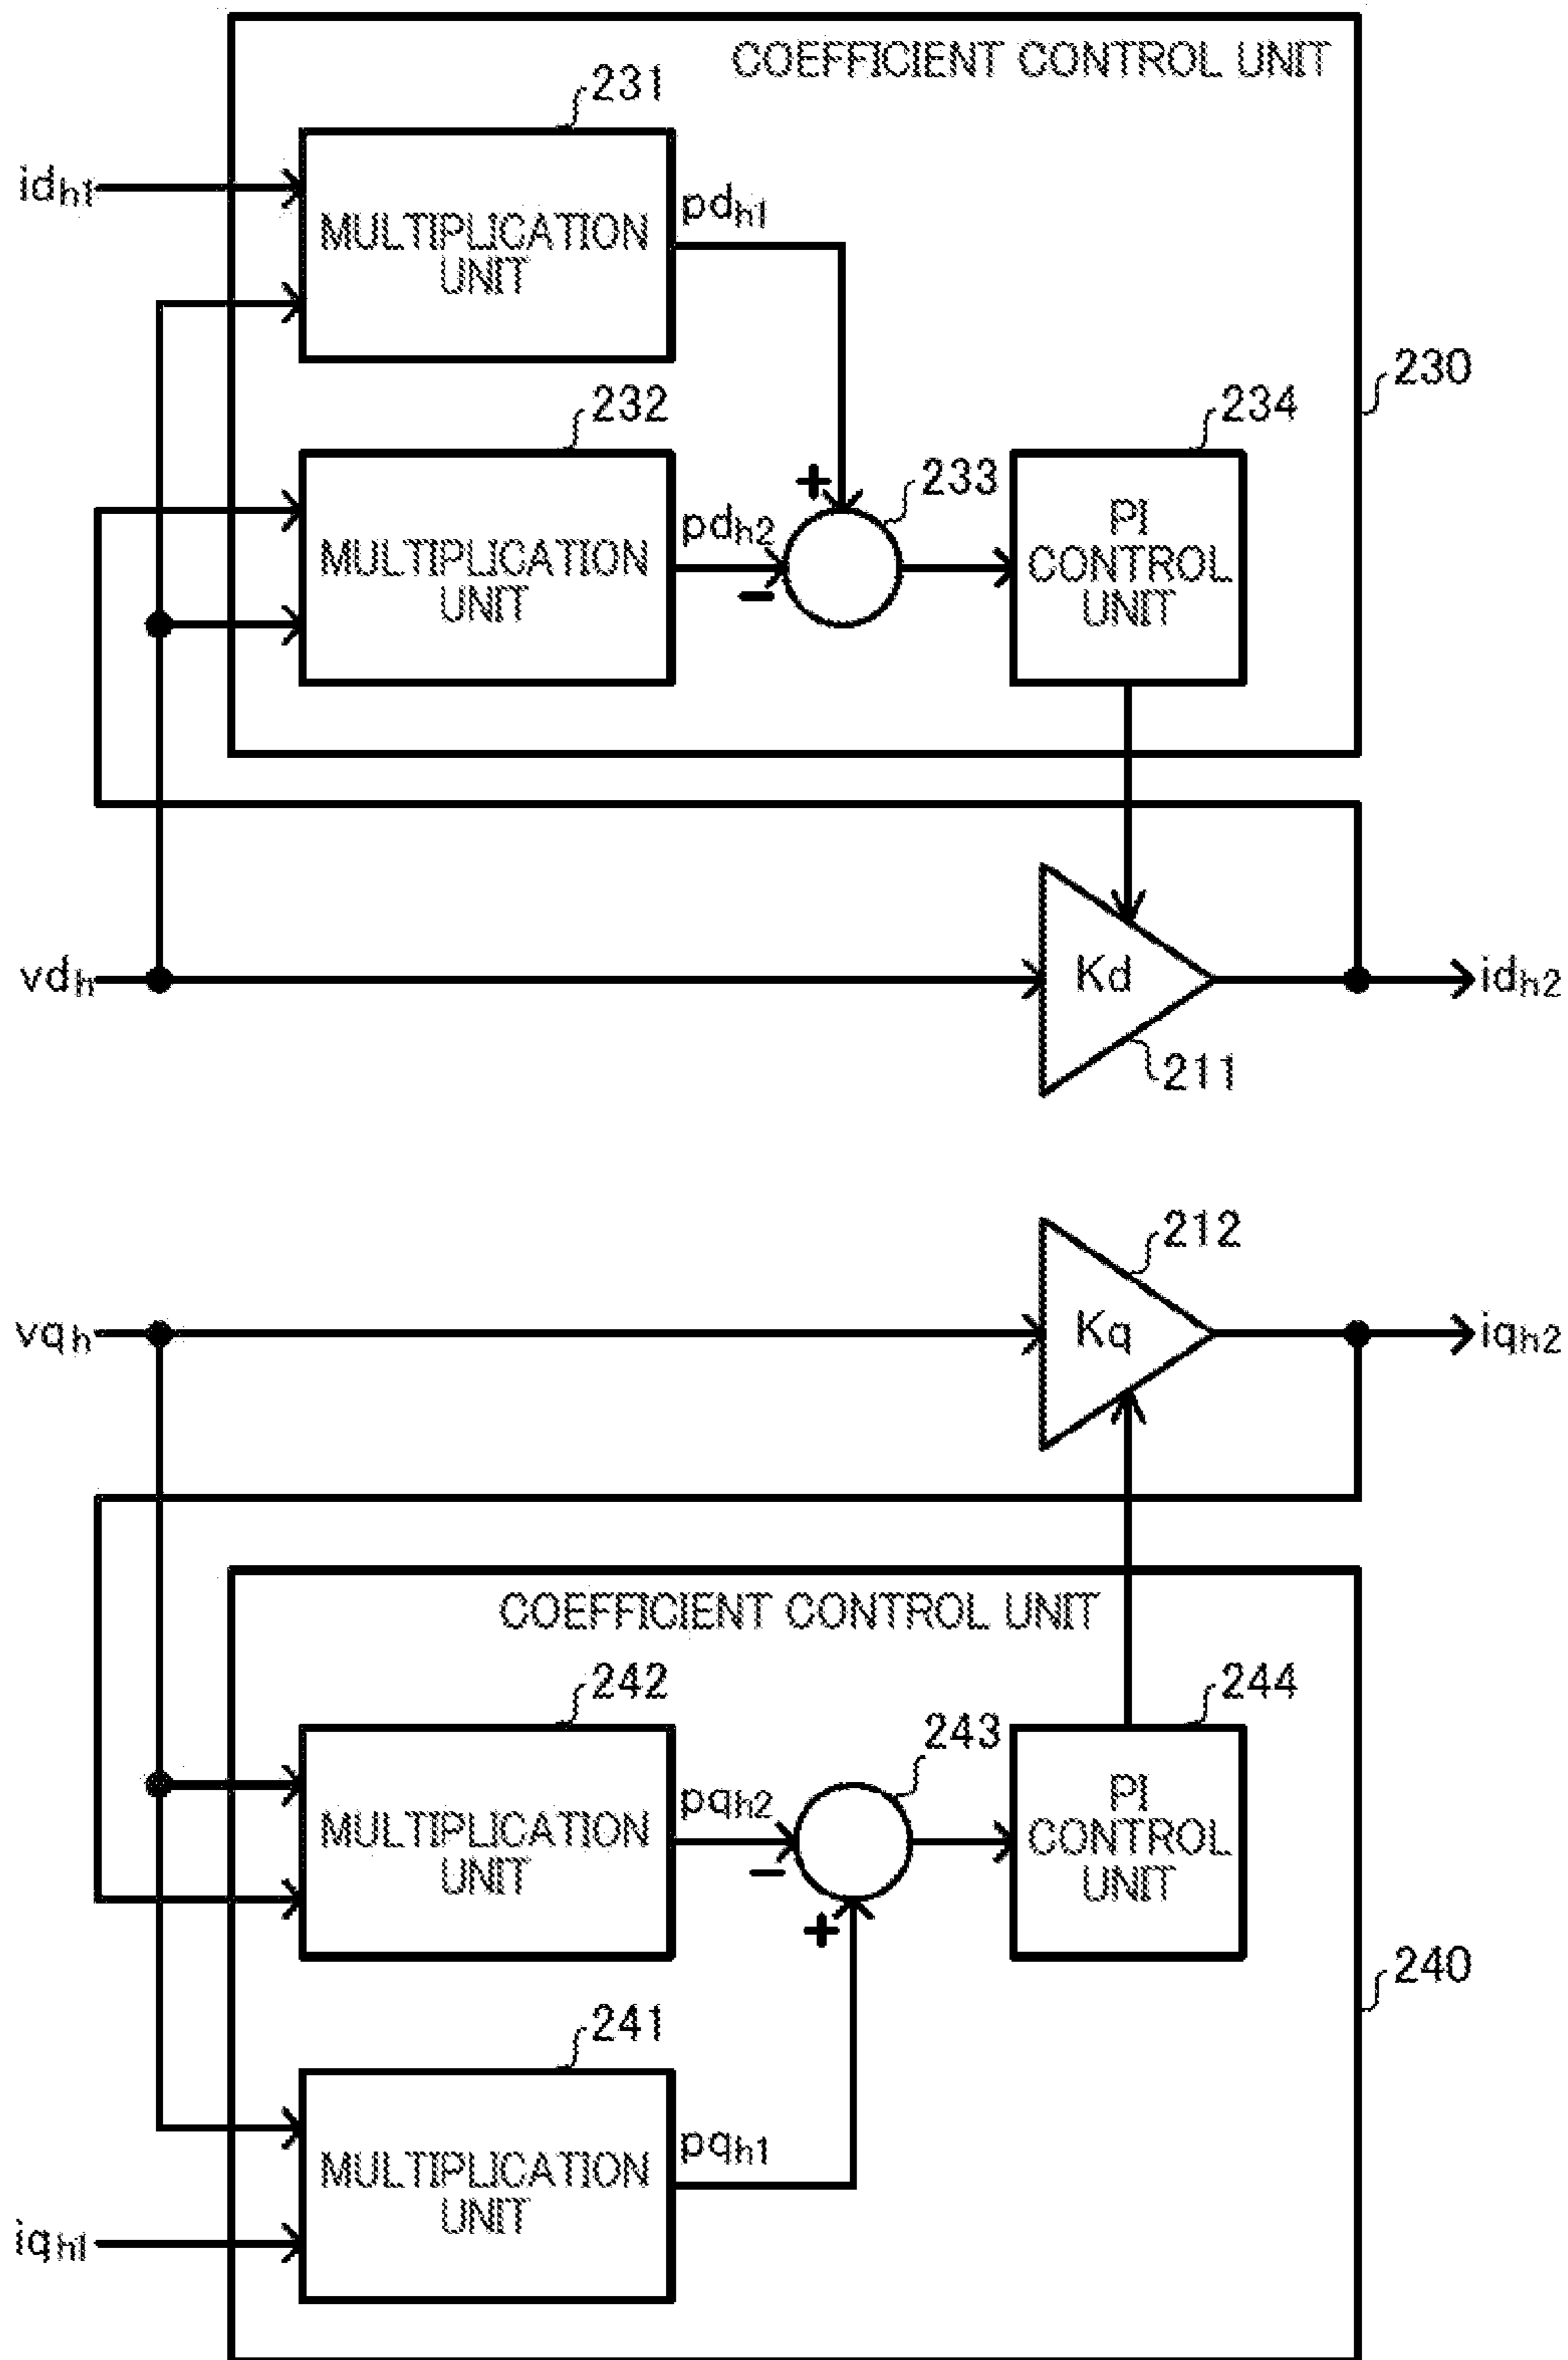 COEFFICIENT CONTROL UNIT
231
idh1
MULTIPLICATION
UNIT
pdh1
230
232
234
233
MULTIPLICATION
UNIT
pdh2
+
-
PI
CONTROL
UNIT
vdh
Kd
idh2
211
212
vqh
Kq
iqh2
COEFFICIENT CONTROL UNIT
242
244
243
MULTIPLICATION
UNIT
pqh2
-
+
PI
CONTROL
UNIT
240
241
MULTIPLICATION
UNIT
pqh1
iqh1